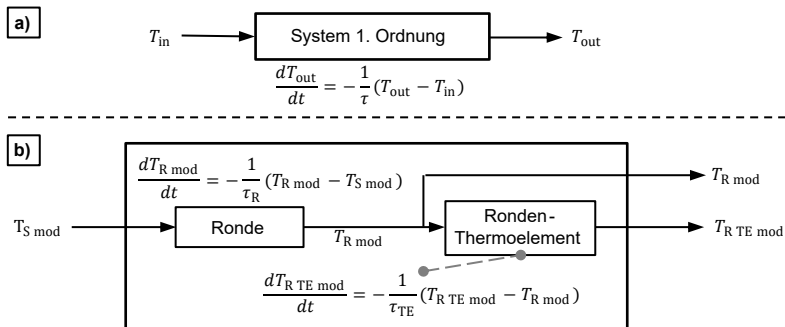 a)
T_in
System 1. Ordnung
T_out
dT_out/dt = −1/τ (T_out − T_in)
b)
dT_R mod/dt = −1/τ_R (T_R mod − T_S mod)
T_R mod
T_S mod
Ronde
T_R mod
Ronden-
Thermoelement
T_R TE mod
dT_R TE mod/dt = −1/τ_TE (T_R TE mod − T_R mod)